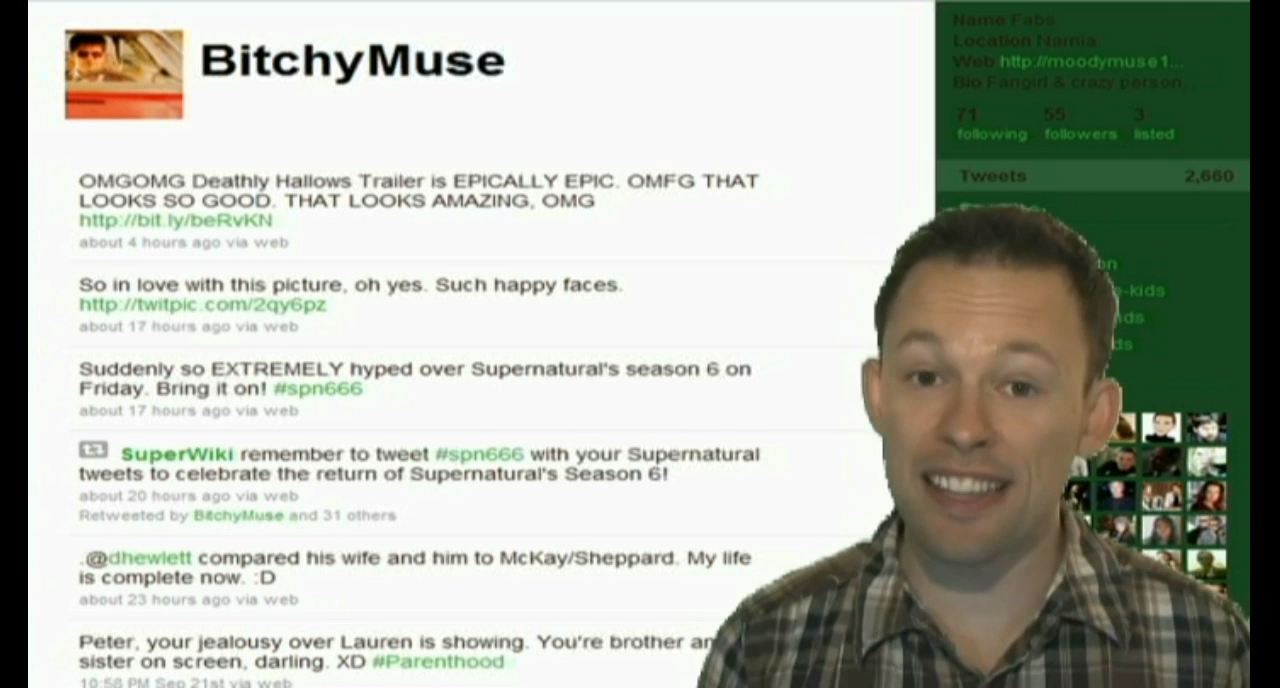 BitchyMuse
OMGOMG Deathly Hallows Trailer is EPICALLY EPIC. OMFG THAT
LOOKS SO GOOD. THAT LOOKS AMAZING, OMG
http://bit.ly/beRvKN
about 4 hours ago via web
So in love with this picture, oh yes. Such happy faces.
http://twitpic.com/2qy6pz
about 17 hours ago via web
Suddenly so EXTREMELY hyped over Supernatural's season 6 on
Friday. Bring it on! #spn666
about 17 hours ago via web
SuperWiki remember to tweet #spn666 with your Supernatural
tweets to celebrate the return of Supernatural's Season 6!
about 20 hours ago via web
Retweeted by BitchyMuse and 31 others
.@dhewlett compared his wife and him to McKay/Sheppard. My life
is complete now. :D
about 23 hours ago via web
Peter, your jealousy over Lauren is showing. You're brother
sister on screen, darling. XD #Parenthood
10:56 PM Sep 21st via web
Name Fabs
Location Narnia
Web http://moodymuse1...
Bio Fangirl & crazy person.
71 55 3
following followers listed
Tweets 2,660